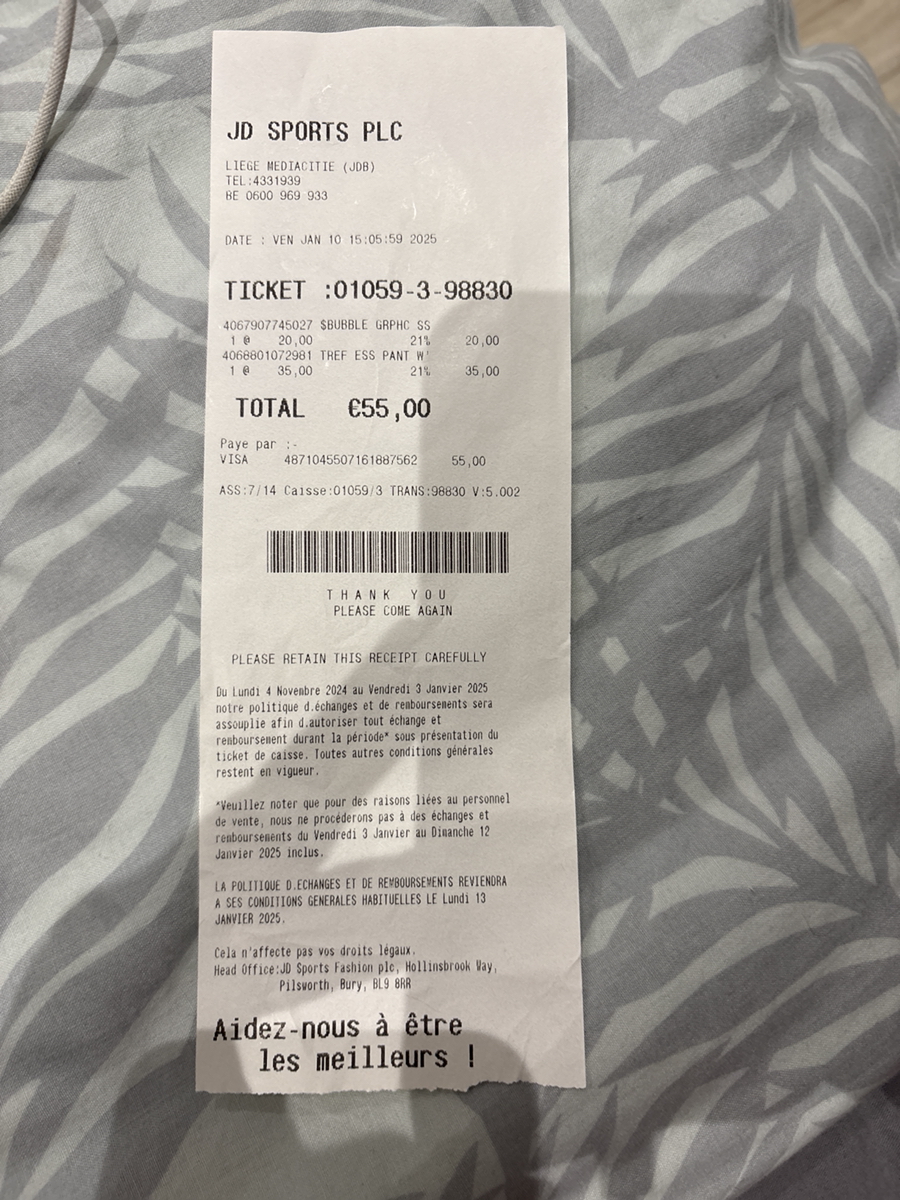 JD SPORTS PLC
LIEGE MEDIACITIE (JDB)
TEL:4331939
BE 0600 969 933
DATE : VEN JAN 10 15:05:59 2025
TICKET :01059-3-98830
4067907745027 $BUBBLE GRPHC SS
1 @ 20,00 21% 20,00
4068801072981 TREF ESS PANT W'
1 @ 35,00 21% 35,00
TOTAL €55,00
Paye par :-
VISA 4871045507161887562 55,00
ASS:7/14 Caisse:01059/3 TRANS:98830 V:5.002
THANK YOU
PLEASE COME AGAIN
PLEASE RETAIN THIS RECEIPT CAREFULLY
Du Lundi 4 Novembre 2024 au Vendredi 3 Janvier 2025
notre politique d.échanges et de remboursements sera
assouplie afin d.autoriser tout échange et
remboursement durant la période* sous présentation du
ticket de caisse. Toutes autres conditions générales
restent en vigueur.
*Veuillez noter que pour des raisons liées au personnel
de vente, nous ne procéderons pas à des échanges et
remboursements du Vendredi 3 Janvier au Dimanche 12
Janvier 2025 inclus.
LA POLITIQUE D.ECHANGES ET DE REMBOURSEMENTS REVIENDRA
A SES CONDITIONS GENERALES HABITUELLES LE Lundi 13
JANVIER 2025.
Cela n'affecte pas vos droits légaux.
Head Office:JD Sports Fashion plc, Hollinsbrook Way,
Pilsworth, Bury, BL9 8RR
Aidez-nous à être
les meilleurs !